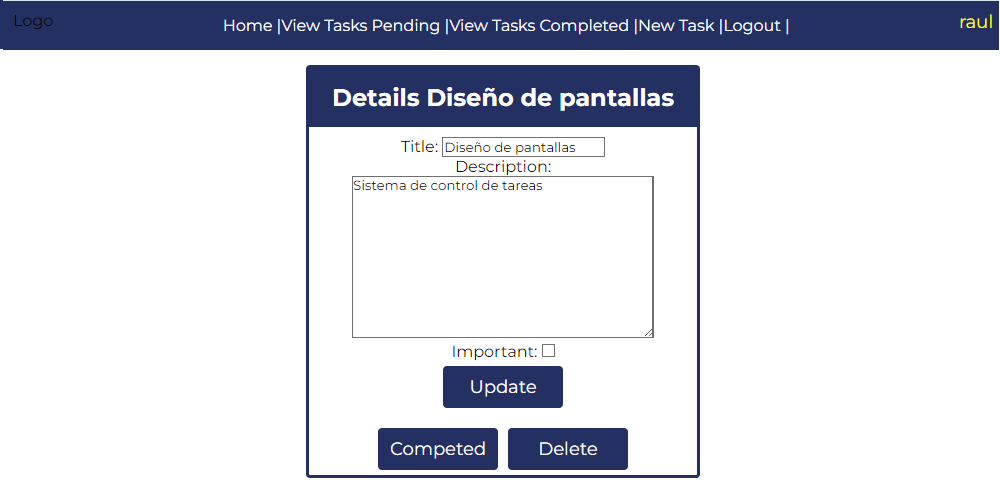 Logo
Home |View Tasks Pending |View Tasks Completed |New Task |Logout |
raul
Details Diseño de pantallas
Title: Diseño de pantallas
Description:
Sistema de control de tareas
Important:
Update
Competed Delete